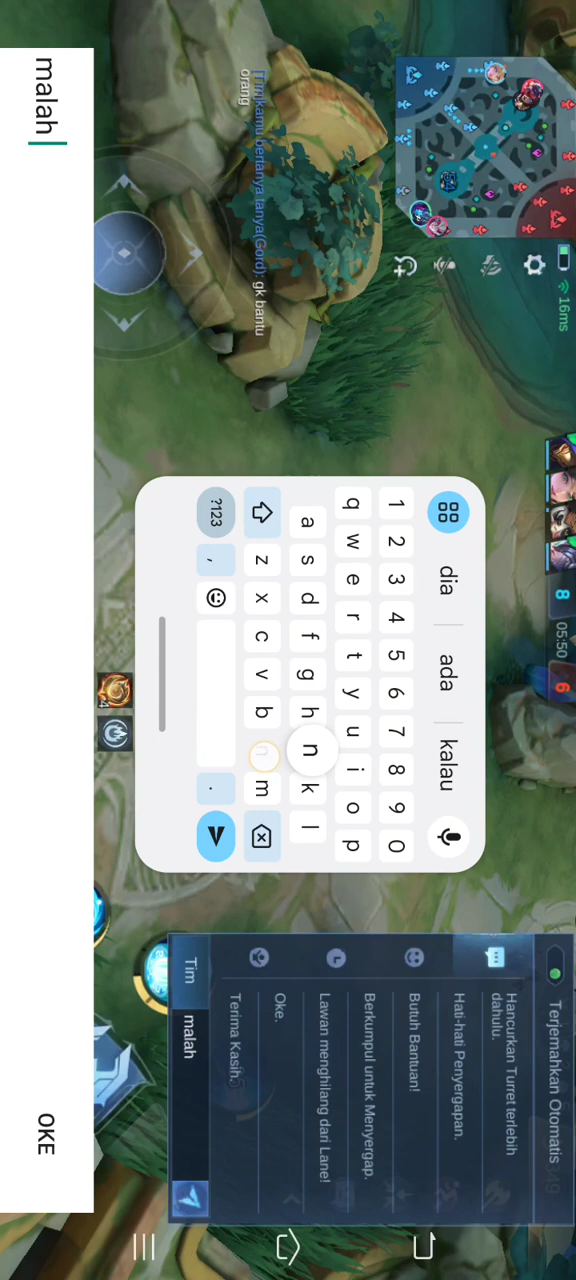 malah
OKE
[Tim]kamu bertanya tanya(Gord): gk bantu
orang
16ms
8
05:50
6
dia
ada
kalau
1 2 3 4 5 6 7 8 9 0
q w e r t y u i o p
a s d f g h n k l
z x c v b n m
?123
,
.
Terjemahkan Otomatis
Hancurkan Turret terlebih
dahulu.
Hati-hati Penyergapan.
Butuh Bantuan!
Berkumpul untuk Menyergap.
Lawan menghilang dari Lane!
Oke.
Terima Kasih.
Tim
malah